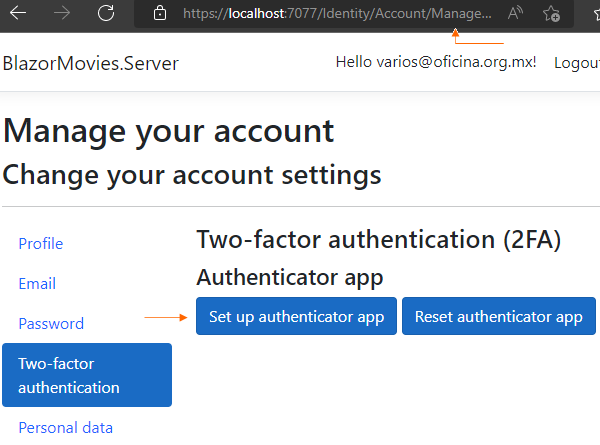 https://localhost:7077/Identity/Account/Manage...
BlazorMovies.Server
Hello varios@oficina.org.mx!
Logout
Manage your account
Change your account settings
Profile
Email
Password
Two-factor
authentication
Personal data
Two-factor authentication (2FA)
Authenticator app
Set up authenticator app
Reset authenticator app